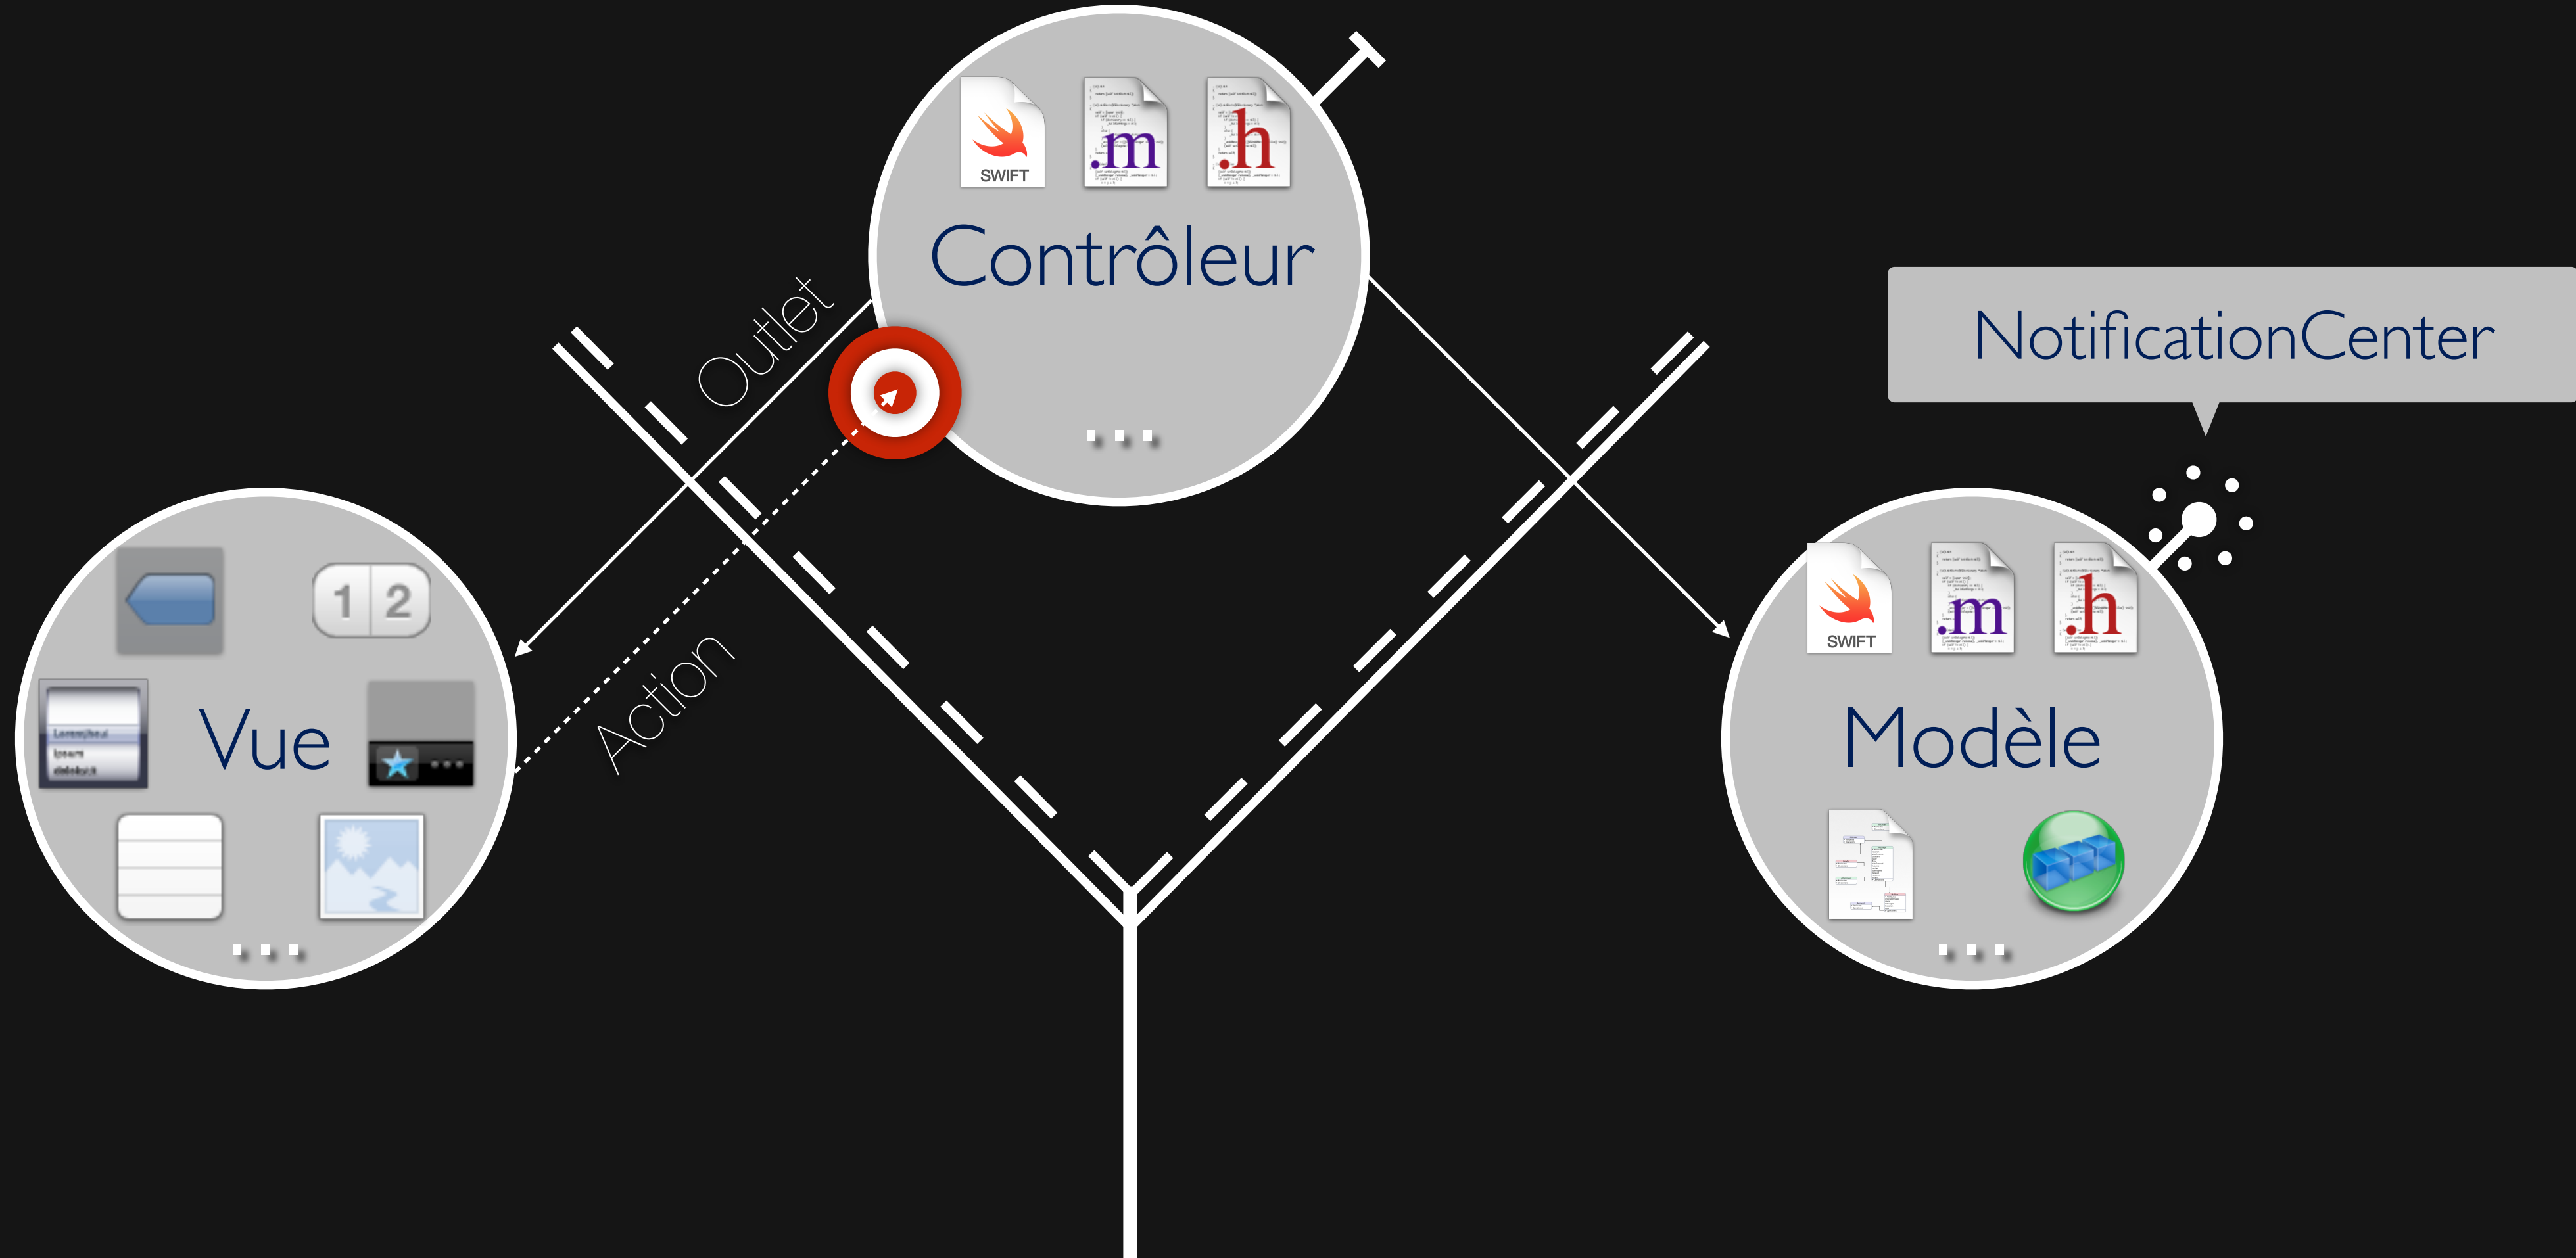 SWIFT
.m
.h
Contrôleur
...
Outlet
Action
NotificationCenter
1 2
Vue
...
SWIFT
.m
.h
Modèle
...